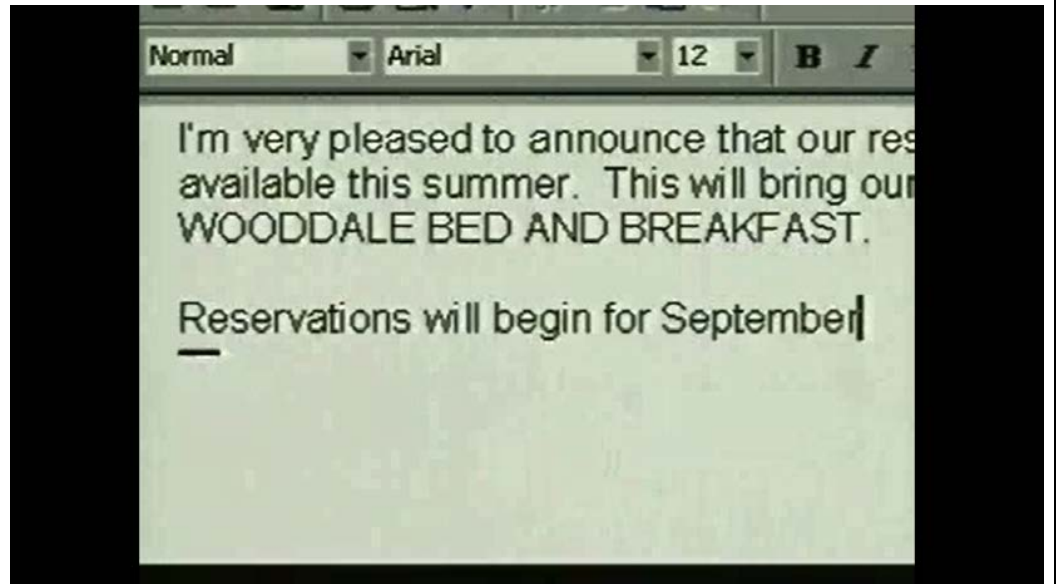 Normal Arial 12 B I
I'm very pleased to announce that our res
available this summer. This will bring our
WOODDALE BED AND BREAKFAST.
Reservations will begin for September